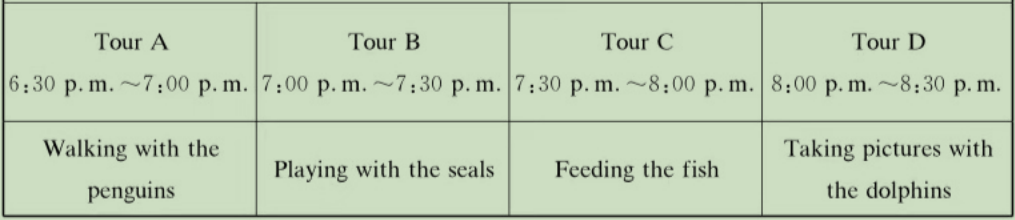 Tour A
6:30 p.m.～7:00 p.m.
Tour B
7:00 p.m.～7:30 p.m.
Tour C
7:30 p.m.～8:00 p.m.
Tour D
8:00 p.m.～8:30 p.m.
Walking with the
penguins
Playing with the seals
Feeding the fish
Taking pictures with
the dolphins